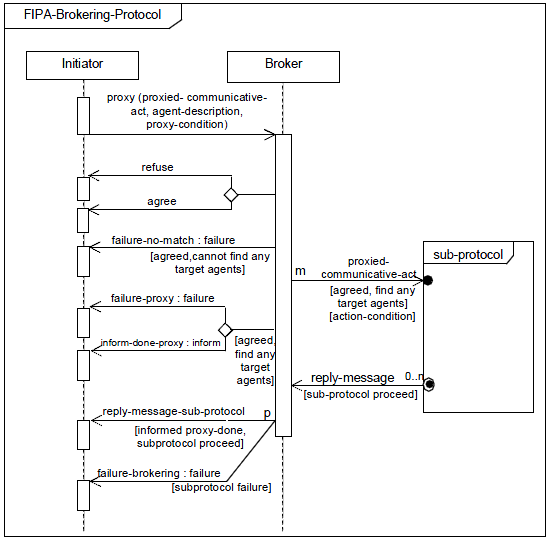 FIPA-Brokering-Protocol
Initiator
Broker
proxy (proxied- communicative-
act, agent-description,
proxy-condition)
refuse
agree
failure-no-match : failure
[agreed,cannot find any
target agents]
m
proxied-
communicative-act
[agreed, find any
target agents]
[action-condition]
sub-protocol
failure-proxy : failure
inform-done-proxy : inform
[agreed,
find any
target
agents]
reply-message
0..n
[sub-protocol proceed]
reply-message-sub-protocol
p
[informed proxy-done,
subprotocol proceed]
failure-brokering : failure
[subprotocol failure]